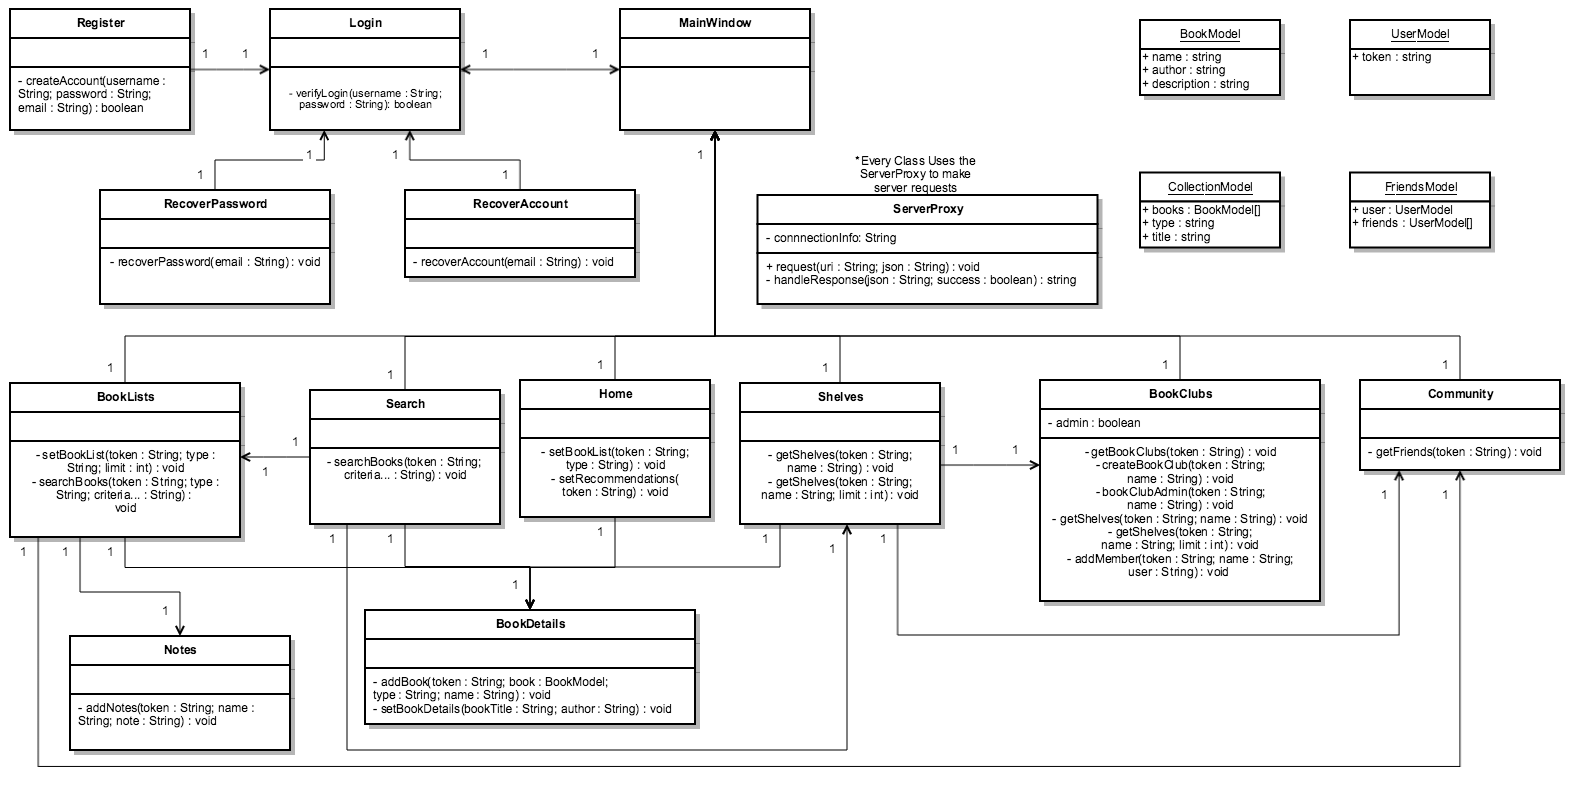 Register
- createAccount(username :
String; password : String;
email : String) : boolean
1
1
Login
- verifyLogin(username : String;
password : String): boolean
1
1
MainWindow
BookModel
+ name : string
+ author : string
+ description : string
UserModel
+ token : string
1
1
1
1
1
RecoverPassword
- recoverPassword(email : String) : void
RecoverAccount
- recoverAccount(email : String) : void
*Every Class Uses the
ServerProxy to make
server requests
ServerProxy
- connnectionInfo: String
+ request(uri : String; json : String) : void
- handleResponse(json : String; success : boolean) : string
CollectionModel
+ books : BookModel[]
+ type : string
+ title : string
FriendsModel
+ user : UserModel
+ friends : UserModel[]
1
1
1
1
1
1
BookLists
- setBookList(token : String; type :
String; limit : int) : void
- searchBooks(token : String; type :
String; criteria... : String) :
void
1
1
Search
- searchBooks(token : String;
criteria... : String) : void
Home
- setBookList(token : String;
type : String) : void
- setRecommendations(
token : String) : void
Shelves
- getShelves(token : String;
name : String) : void
- getShelves(token : String;
name : String; limit : int) : void
1
1
BookClubs
- admin : boolean
- getBookClubs(token : String) : void
- createBookClub(token : String;
name : String) : void
- bookClubAdmin(token : String;
name : String) : void
- getShelves(token : String; name : String) : void
- getShelves(token : String;
name : String; limit : int) : void
- addMember(token : String; name : String;
user : String) : void
Community
- getFriends(token : String) : void
1
1
1
1
1
1
1
1
1
1
1
1
1
Notes
- addNotes(token : String; name :
String; note : String) : void
BookDetails
- addBook(token : String; book : BookModel;
type : String; name : String) : void
- setBookDetails(bookTitle : String; author : String) : void